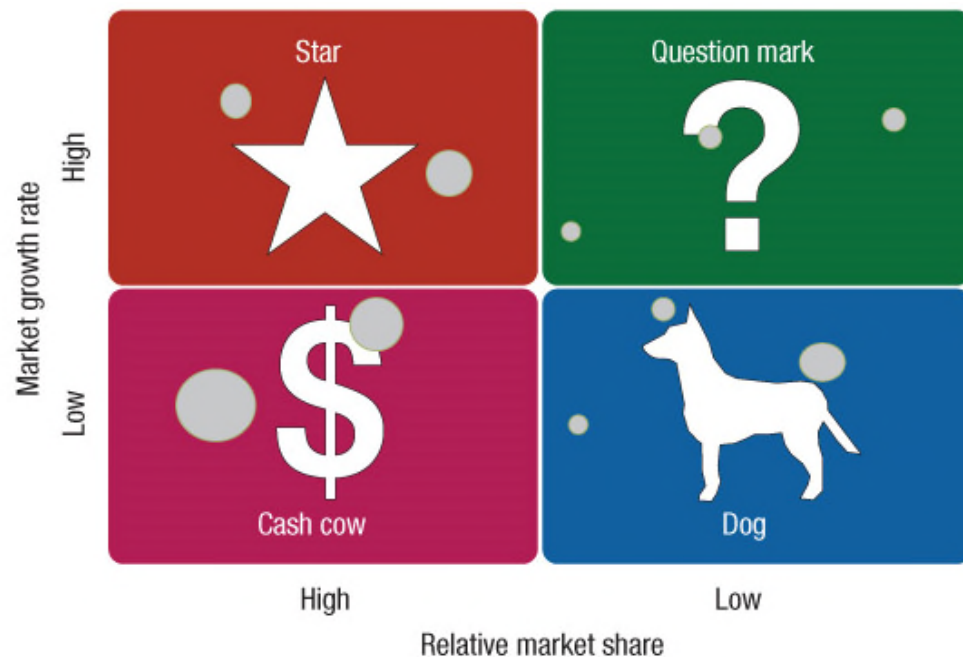 Star
Question mark
Market growth rate
High
Low
Cash cow
Dog
High
Low
Relative market share